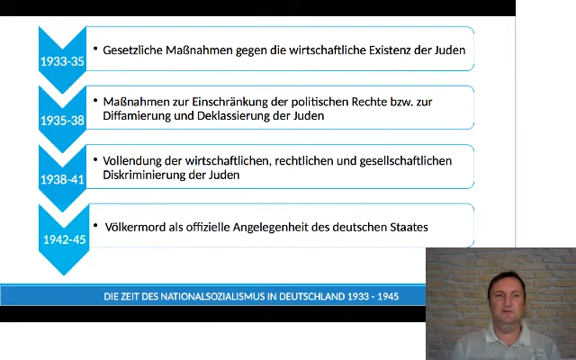 1933-35
• Gesetzliche Maßnahmen gegen die wirtschaftliche Existenz der Juden
1935-38
• Maßnahmen zur Einschränkung der politischen Rechte bzw. zur
Diffamierung und Deklassierung der Juden
1938-41
• Vollendung der wirtschaftlichen, rechtlichen und gesellschaftlichen
Diskriminierung der Juden
1942-45
• Völkermord als offizielle Angelegenheit des deutschen Staates
DIE ZEIT DES NATIONALSOZIALISMUS IN DEUTSCHLAND 1933 - 1945